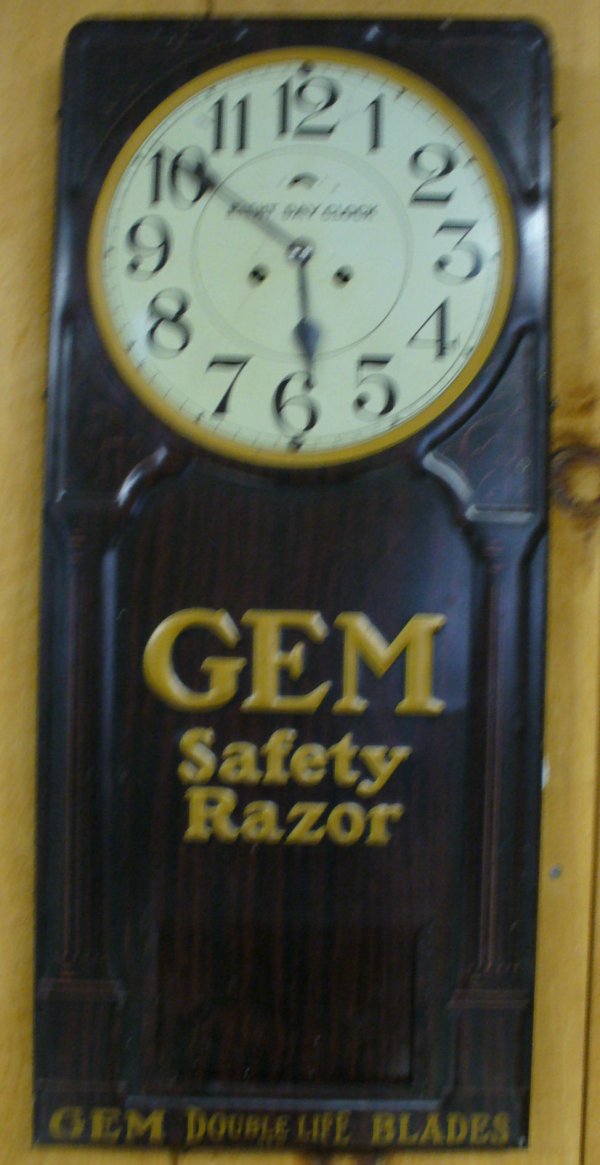 11 12 1
10 2
EIGHT DAY CLOCK
9 3
8 4
7 6 5
GEM
Safety
Razor
GEM DOUBLE LIFE BLADES